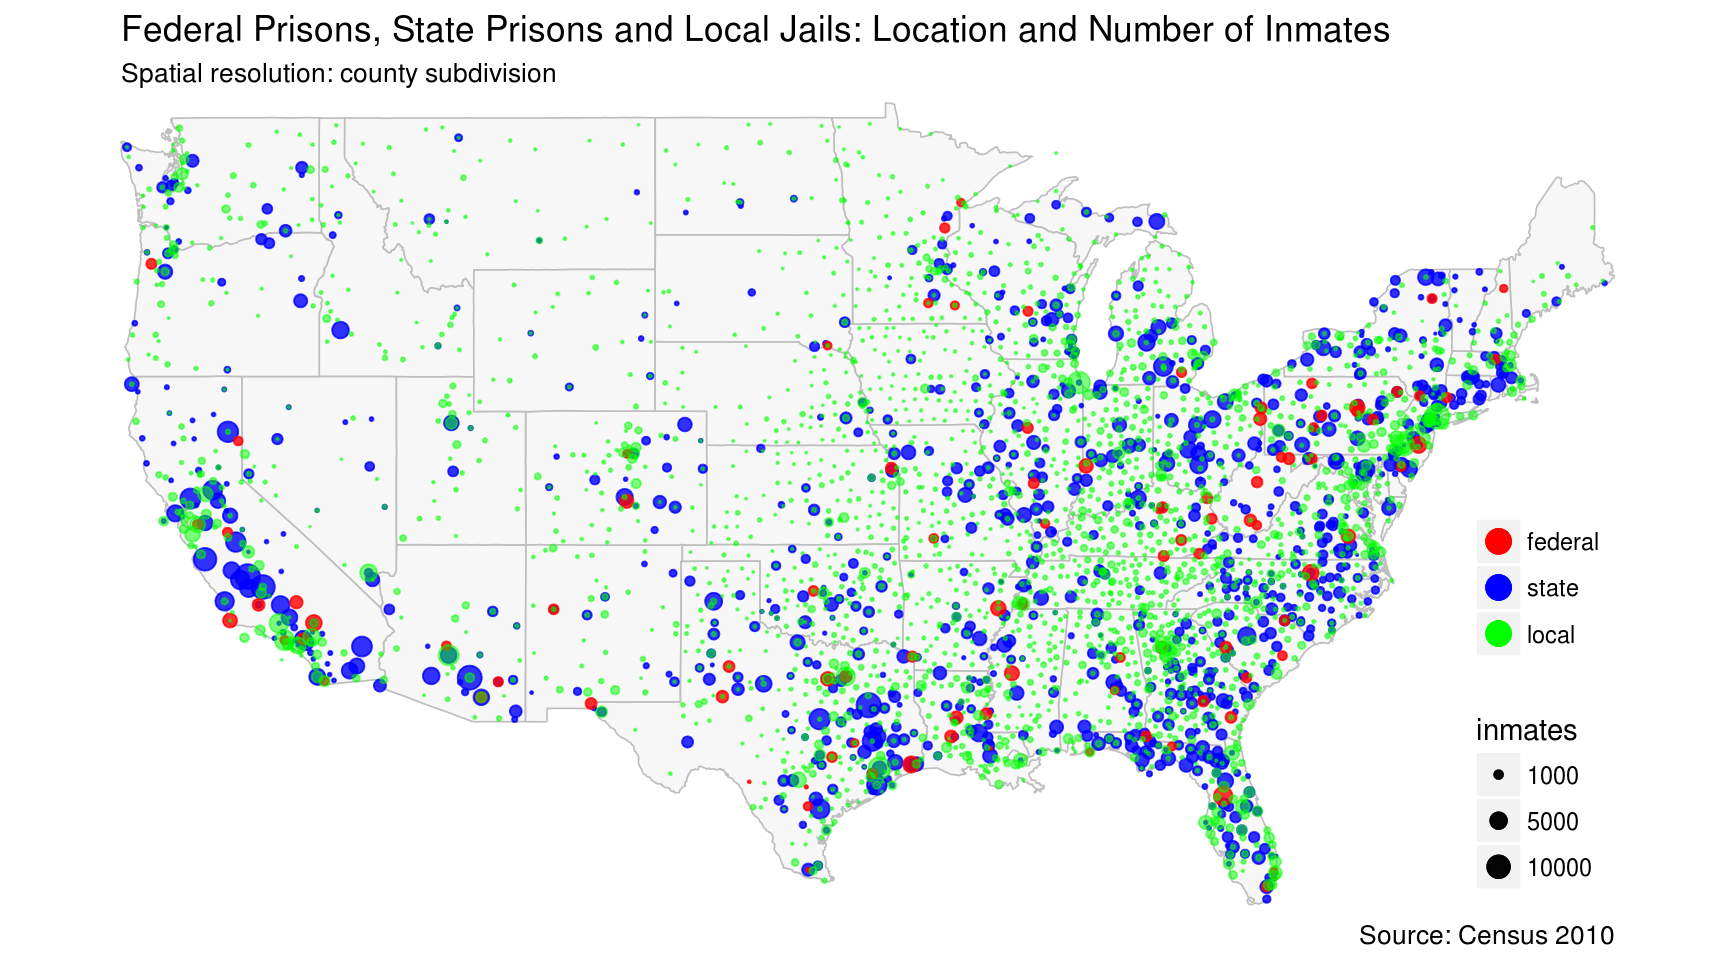 Federal Prisons, State Prisons and Local Jails: Location and Number of Inmates
Spatial resolution: county subdivision
federal
state
local
inmates
1000
5000
10000
Source: Census 2010